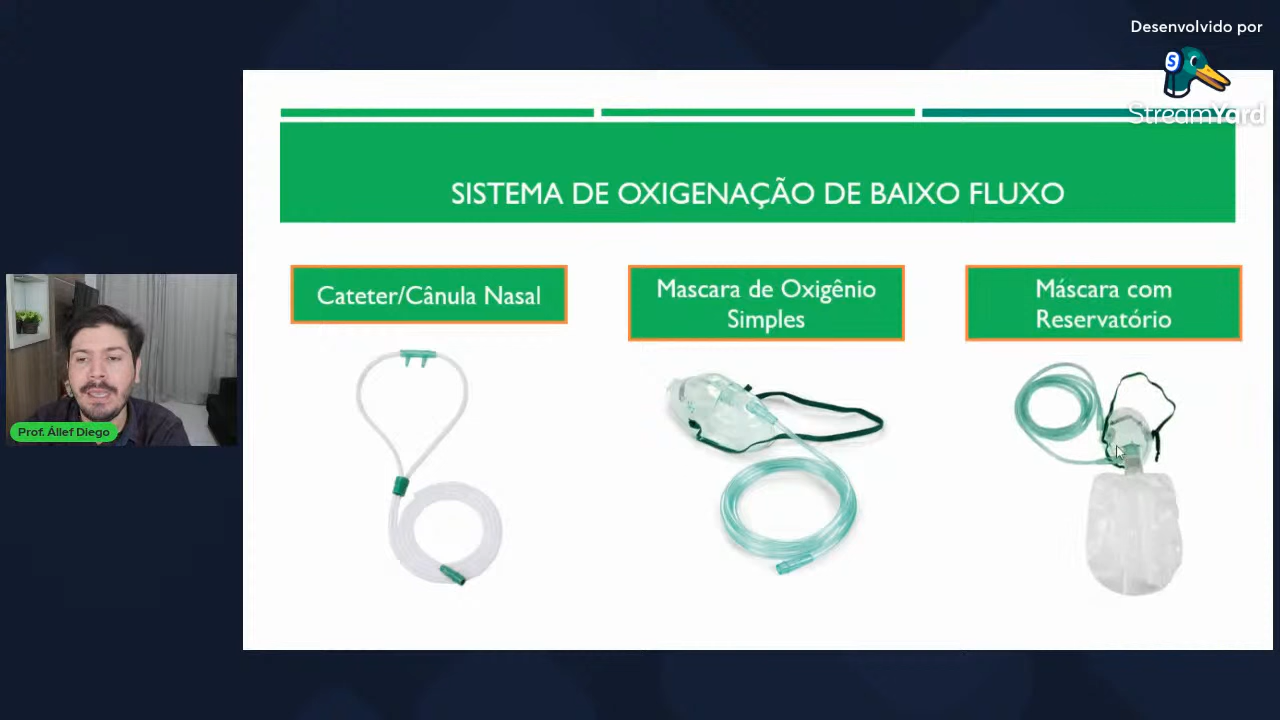 Desenvolvido por
S
StreamYard
SISTEMA DE OXIGENAÇÃO DE BAIXO FLUXO
Cateter/Cânula Nasal
Mascara de Oxigênio
Simples
Máscara com
Reservatório
Prof. Állef Diego